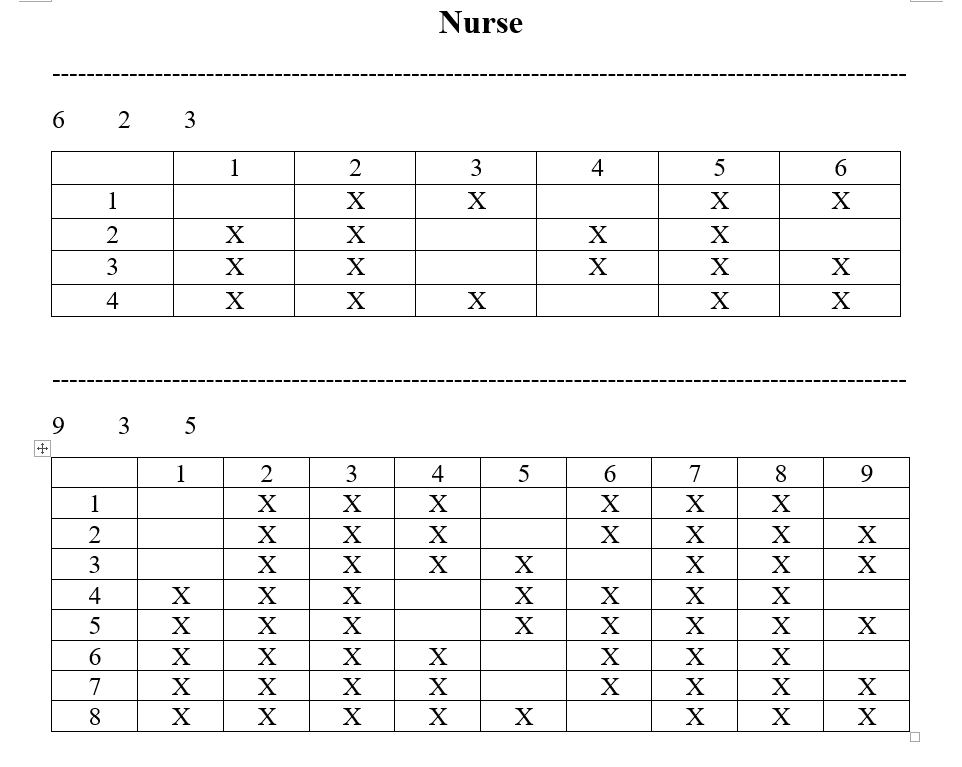 Nurse
--------------------------------------------------------------------------------------------------------
6 2 3
1 2 3 4 5 6
1 X X X X
2 X X X X
3 X X X X X
4 X X X X X
--------------------------------------------------------------------------------------------------------
9 3 5
1 2 3 4 5 6 7 8 9
1 X X X X X X
2 X X X X X X X
3 X X X X X X X
4 X X X X X X X
5 X X X X X X X X
6 X X X X X X X
7 X X X X X X X X
8 X X X X X X X X